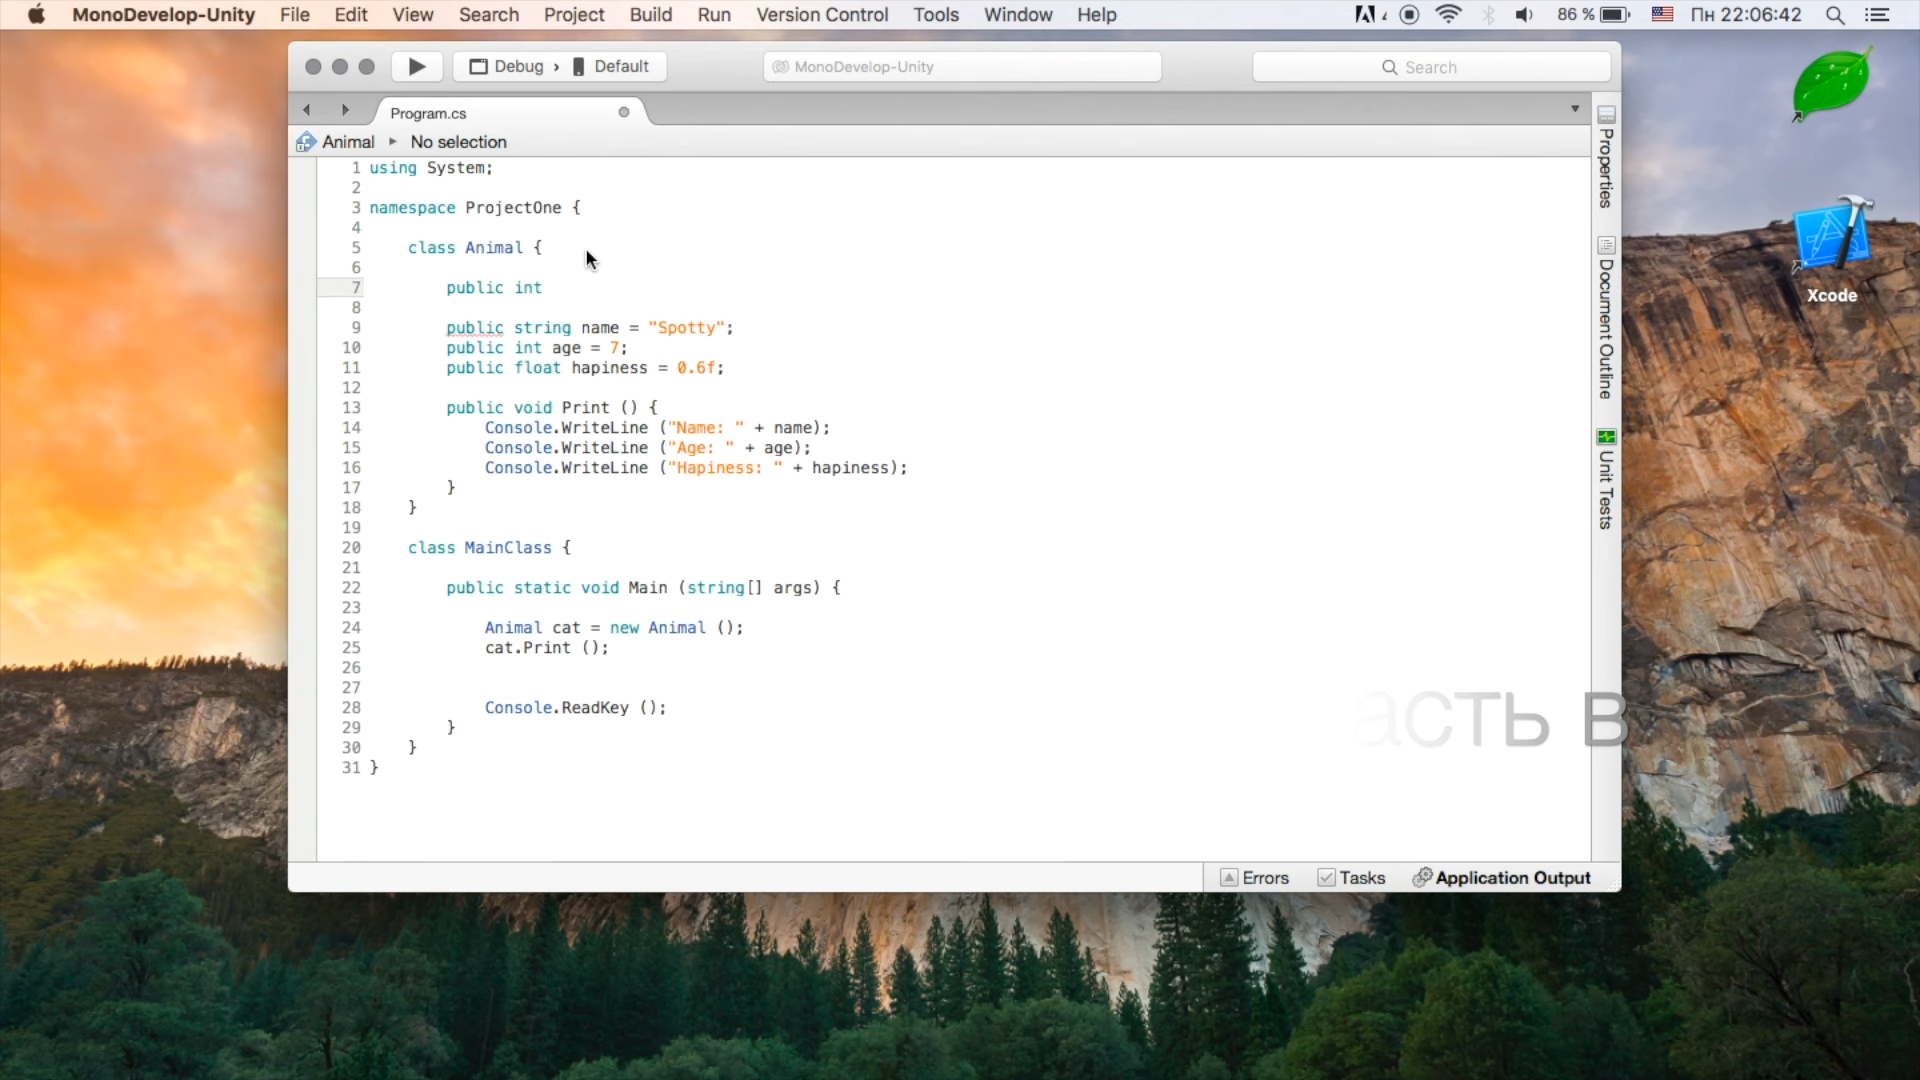 MonoDevelop-Unity File Edit View Search Project Build Run Version Control Tools Window Help 86 % Пн 22:06:42
Debug › Default MonoDevelop-Unity Search
Program.cs
Animal ▸ No selection
1 using System;
2
3 namespace ProjectOne {
4
5 class Animal {
6
7 public int
8
9 public string name = "Spotty";
10 public int age = 7;
11 public float hapiness = 0.6f;
12
13 public void Print () {
14 Console.WriteLine ("Name: " + name);
15 Console.WriteLine ("Age: " + age);
16 Console.WriteLine ("Hapiness: " + hapiness);
17 }
18 }
19
20 class MainClass {
21
22 public static void Main (string[] args) {
23
24 Animal cat = new Animal ();
25 cat.Print ();
26
27
28 Console.ReadKey ();
29 }
30 }
31 }
Properties
Document Outline
Unit Tests
Xcode
асть в
Errors Tasks Application Output